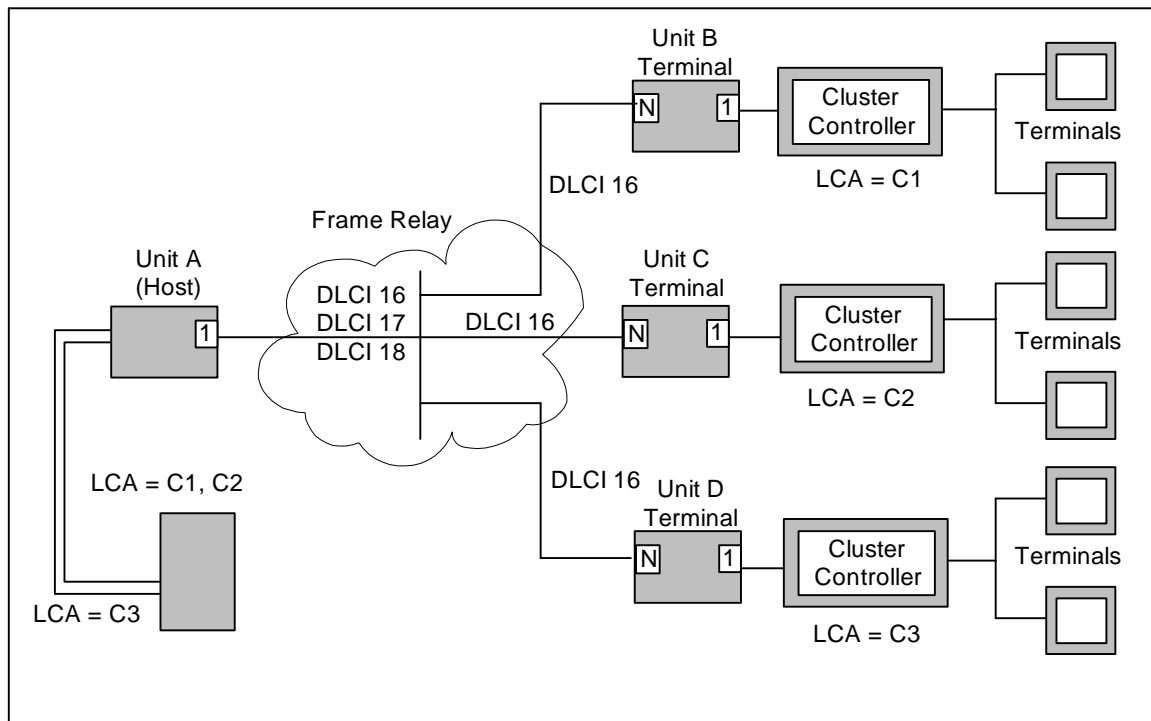 Unit B
Terminal
N
1
Cluster
Controller
LCA = C1
Terminals
DLCI 16
Frame Relay
Unit A
(Host)
1
DLCI 16
DLCI 17
DLCI 18
DLCI 16
Unit C
Terminal
N
1
Cluster
Controller
LCA = C2
Terminals
LCA = C1, C2
LCA = C3
DLCI 16
Unit D
Terminal
N
1
Cluster
Controller
LCA = C3
Terminals